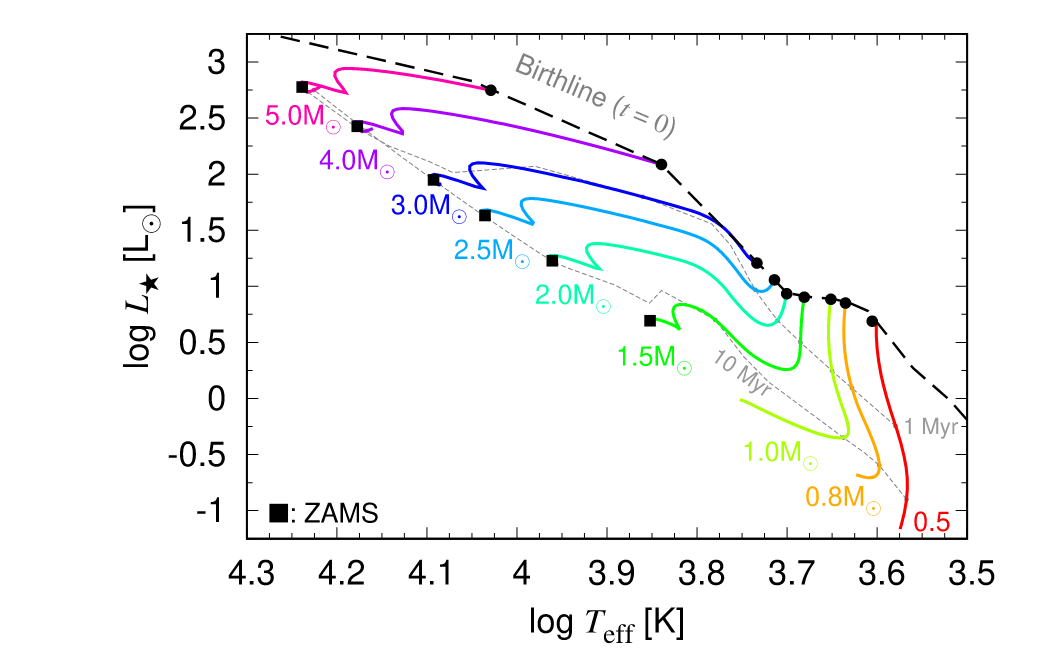 3
2.5
2
1.5
1
0.5
0
-0.5
-1
log L★ [L⊙]
Birthline (t = 0)
5.0M⊙
4.0M⊙
3.0M⊙
2.5M⊙
2.0M⊙
1.5M⊙
10 Myr
1 Myr
1.0M⊙
0.8M⊙
0.5
■: ZAMS
4.3 4.2 4.1 4 3.9 3.8 3.7 3.6 3.5
log Teff [K]